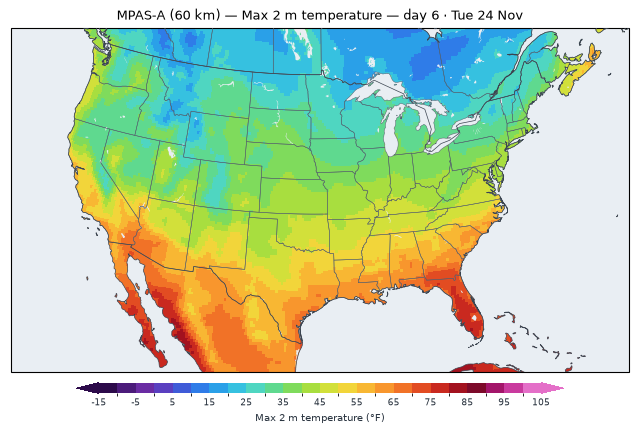 MPAS-A (60 km) — Max 2 m temperature — day 6 · Tue 24 Nov
-15 -5 5 15 25 35 45 55 65 75 85 95 105
Max 2 m temperature (°F)